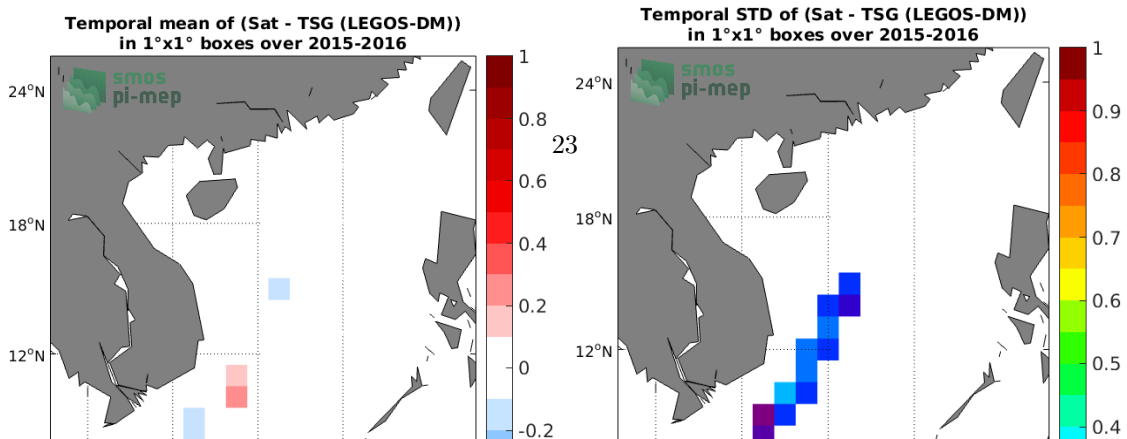 Temporal mean of (Sat - TSG (LEGOS-DM))
in 1°x1° boxes over 2015-2016
smos
pi-mep
24°N
18°N
12°N
1
0.8
0.6
0.4
0.2
0
-0.2
23
Temporal STD of (Sat - TSG (LEGOS-DM))
in 1°x1° boxes over 2015-2016
smos
pi-mep
24°N
18°N
12°N
1
0.9
0.8
0.7
0.6
0.5
0.4